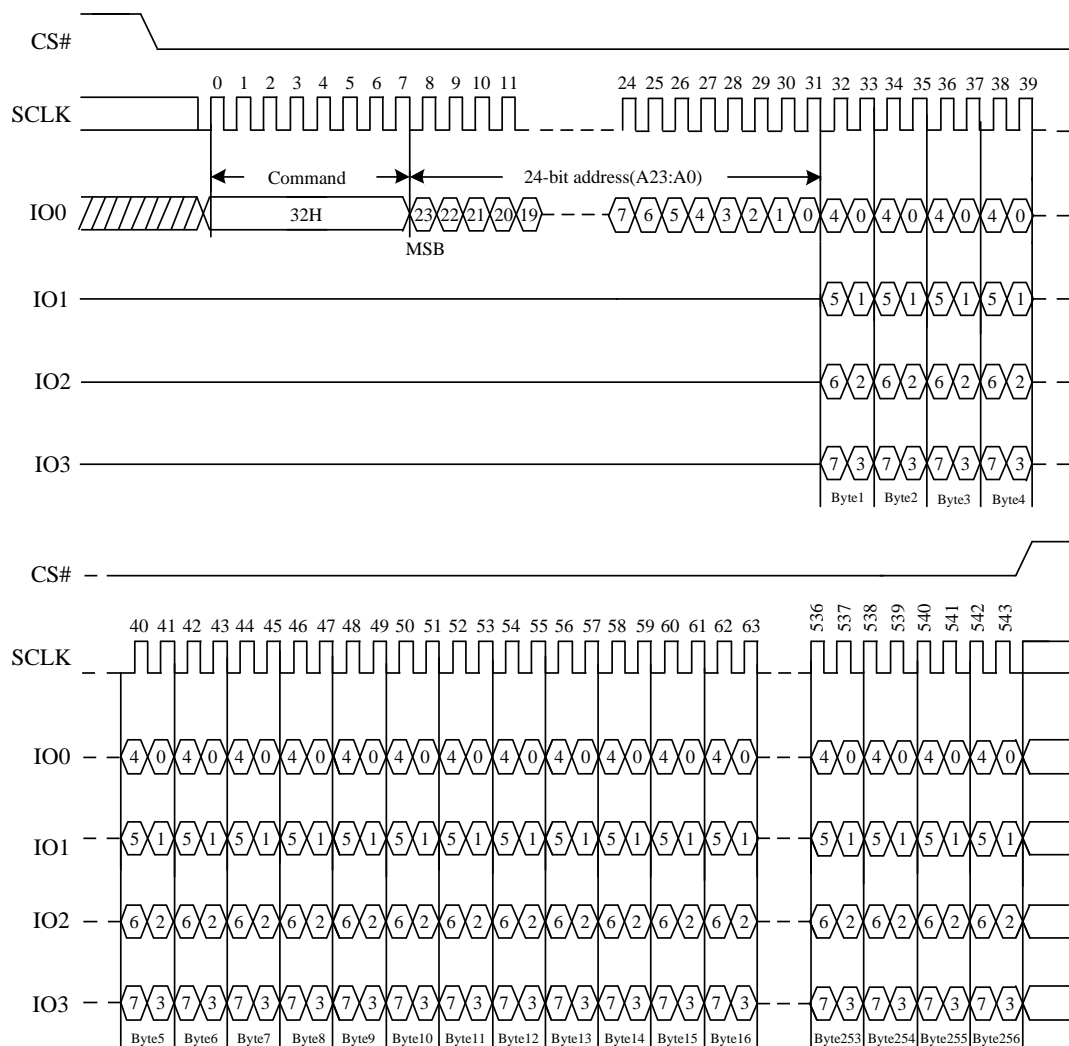 CS#
0 1 2 3 4 5 6 7 8 9 10 11 24 25 26 27 28 29 30 31 32 33 34 35 36 37 38 39
SCLK
Command 24-bit address(A23:A0)
IO0 32H 23 22 21 20 19 7 6 5 4 3 2 1 0 4 0 4 0 4 0 4 0
MSB
IO1 5 1 5 1 5 1 5 1
IO2 6 2 6 2 6 2 6 2
IO3 7 3 7 3 7 3 7 3
Byte1 Byte2 Byte3 Byte4
CS#
40 41 42 43 44 45 46 47 48 49 50 51 52 53 54 55 56 57 58 59 60 61 62 63 536 537 538 539 540 541 542 543
SCLK
IO0 4 0 4 0 4 0 4 0 4 0 4 0 4 0 4 0 4 0 4 0 4 0 4 0 4 0 4 0 4 0 4 0
IO1 5 1 5 1 5 1 5 1 5 1 5 1 5 1 5 1 5 1 5 1 5 1 5 1 5 1 5 1 5 1 5 1
IO2 6 2 6 2 6 2 6 2 6 2 6 2 6 2 6 2 6 2 6 2 6 2 6 2 6 2 6 2 6 2 6 2
IO3 7 3 7 3 7 3 7 3 7 3 7 3 7 3 7 3 7 3 7 3 7 3 7 3 7 3 7 3 7 3 7 3
Byte5 Byte6 Byte7 Byte8 Byte9 Byte10 Byte11 Byte12 Byte13 Byte14 Byte15 Byte16 Byte253 Byte254 Byte255 Byte256